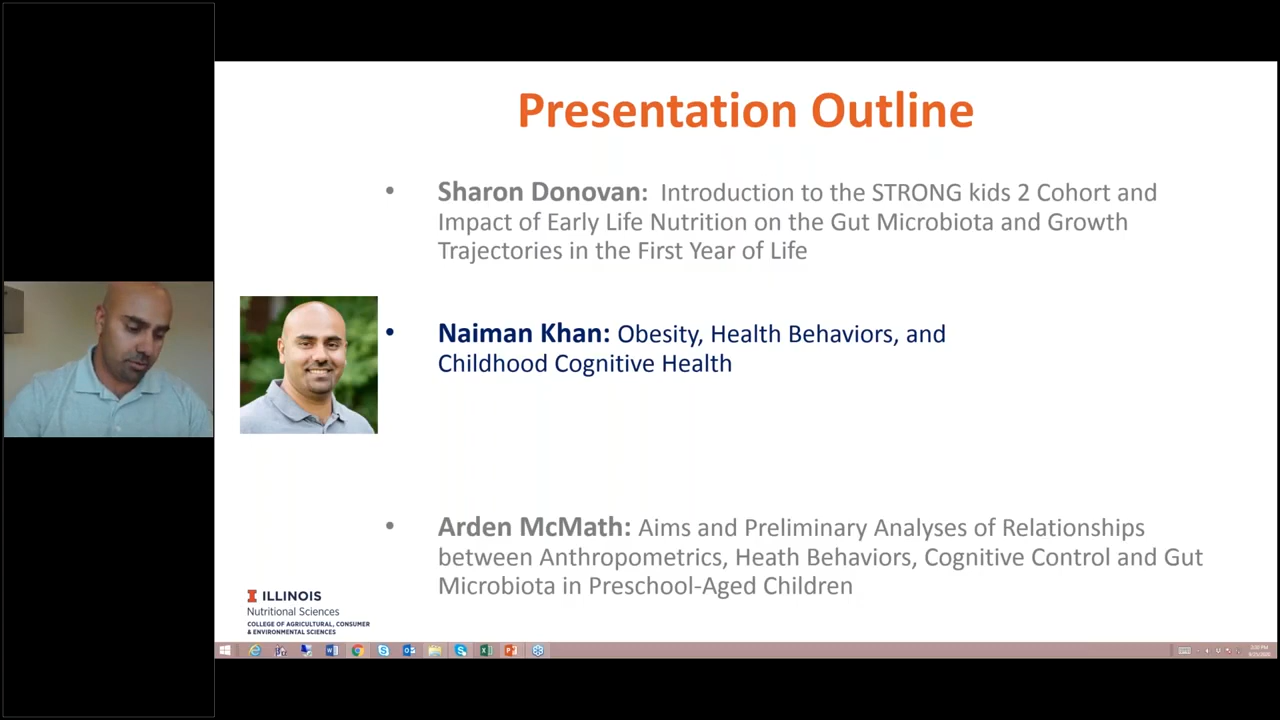 Presentation Outline
• Sharon Donovan: Introduction to the STRONG kids 2 Cohort and
Impact of Early Life Nutrition on the Gut Microbiota and Growth
Trajectories in the First Year of Life
• Naiman Khan: Obesity, Health Behaviors, and
Childhood Cognitive Health
• Arden McMath: Aims and Preliminary Analyses of Relationships
between Anthropometrics, Heath Behaviors, Cognitive Control and Gut
Microbiota in Preschool-Aged Children
I ILLINOIS
Nutritional Sciences
COLLEGE OF AGRICULTURAL, CONSUMER
& ENVIRONMENTAL SCIENCES